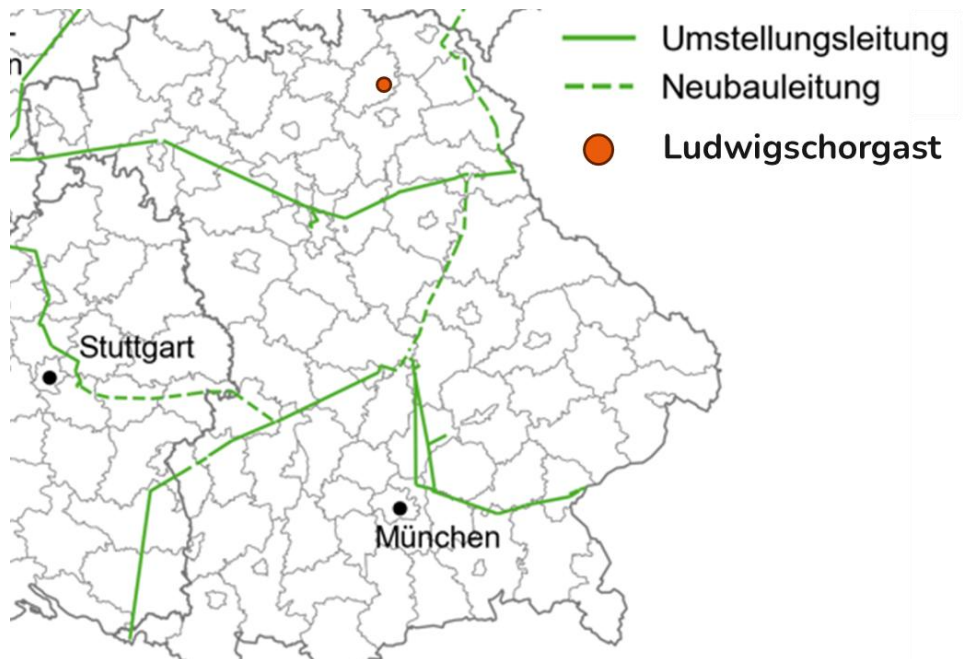 n
Umstellungsleitung
Neubauleitung
Ludwigschorgast
Stuttgart
München